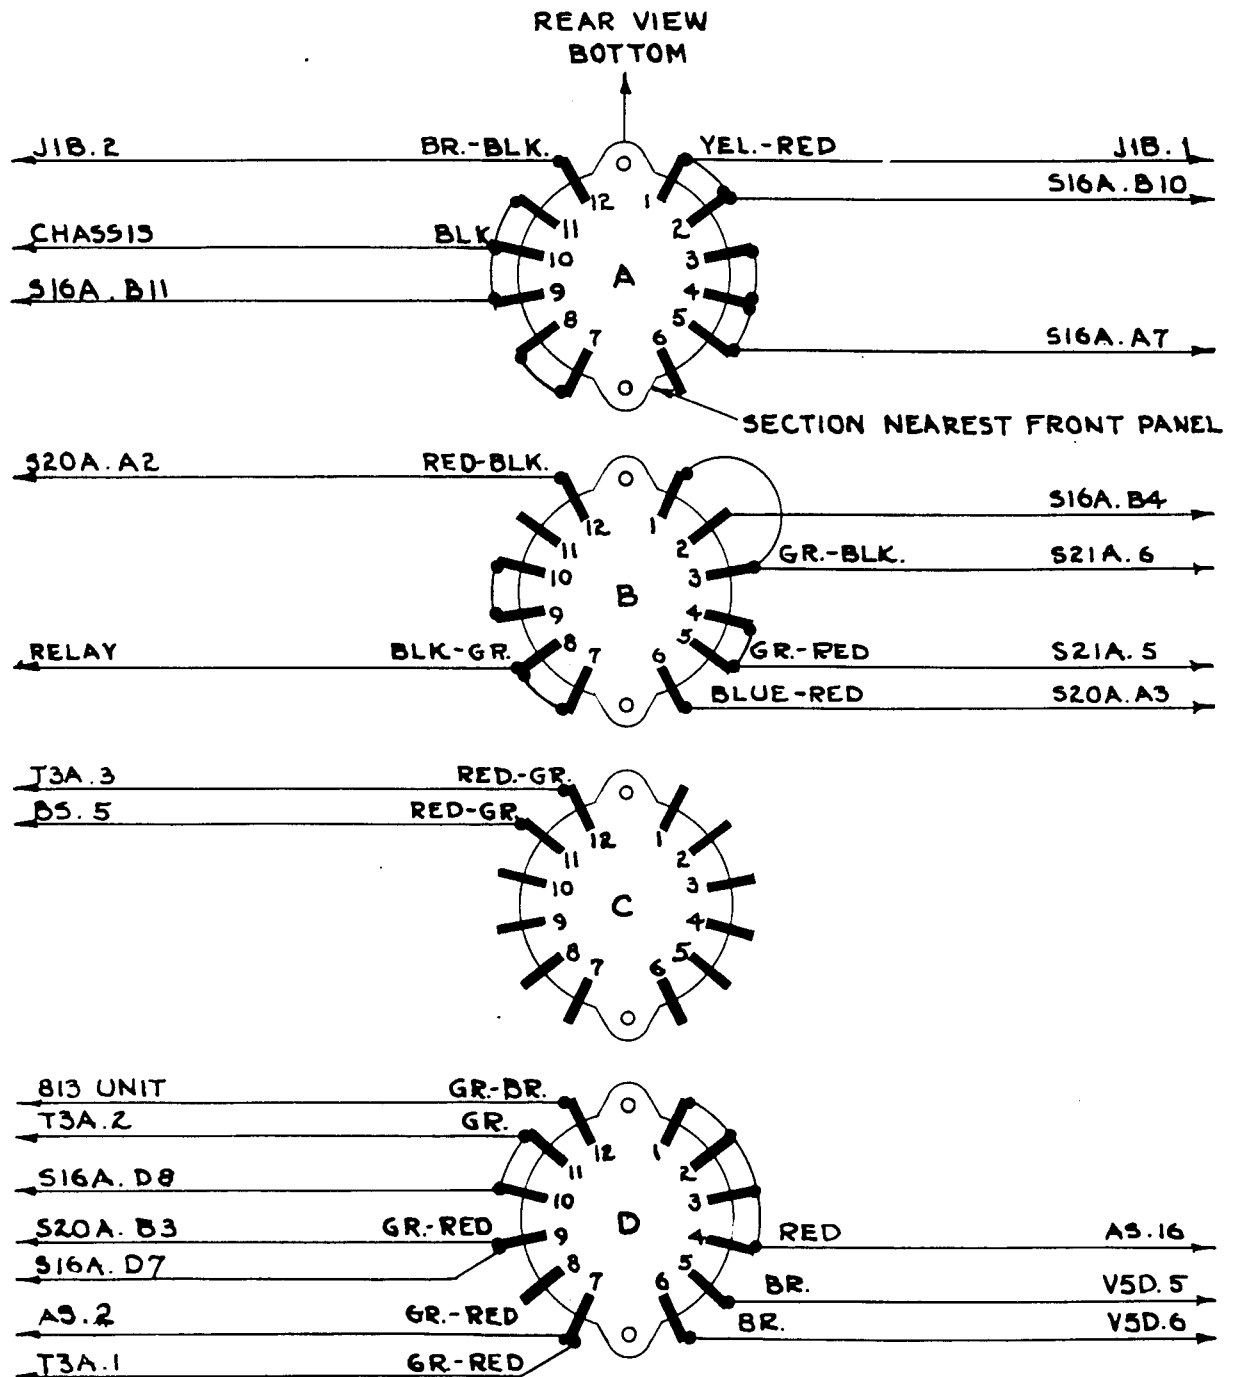 REAR VIEW
BOTTOM
J1B.2 BR.-BLK. YEL.-RED J1B.1
S16A.B10
12 1
11 2
CHASSIS BLK
10 3
A
S16A.B11
9 4
8 5
7 6
S16A.A7
SECTION NEAREST FRONT PANEL
S20A.A2 RED-BLK.
S16A.B4
12 1
11 2
GR.-BLK. S21A.6
10 3
B
9 4
8 5
7 6
RELAY BLK-GR. GR.-RED S21A.5
BLUE-RED S20A.A3
T3A.3 RED.-GR.
BS.5 RED-GR.
12 1
11 2
10 3
C
9 4
8 5
7 6
813 UNIT GR.-BR.
T3A.2 GR.
12 1
11 2
S16A.D8
10 3
D
S20A.B3 GR.-RED 9 4 RED AS.16
S16A.D7
8 5
7 6
BR. V5D.5
AS.2 GR.-RED BR. V5D.6
T3A.1 GR-RED